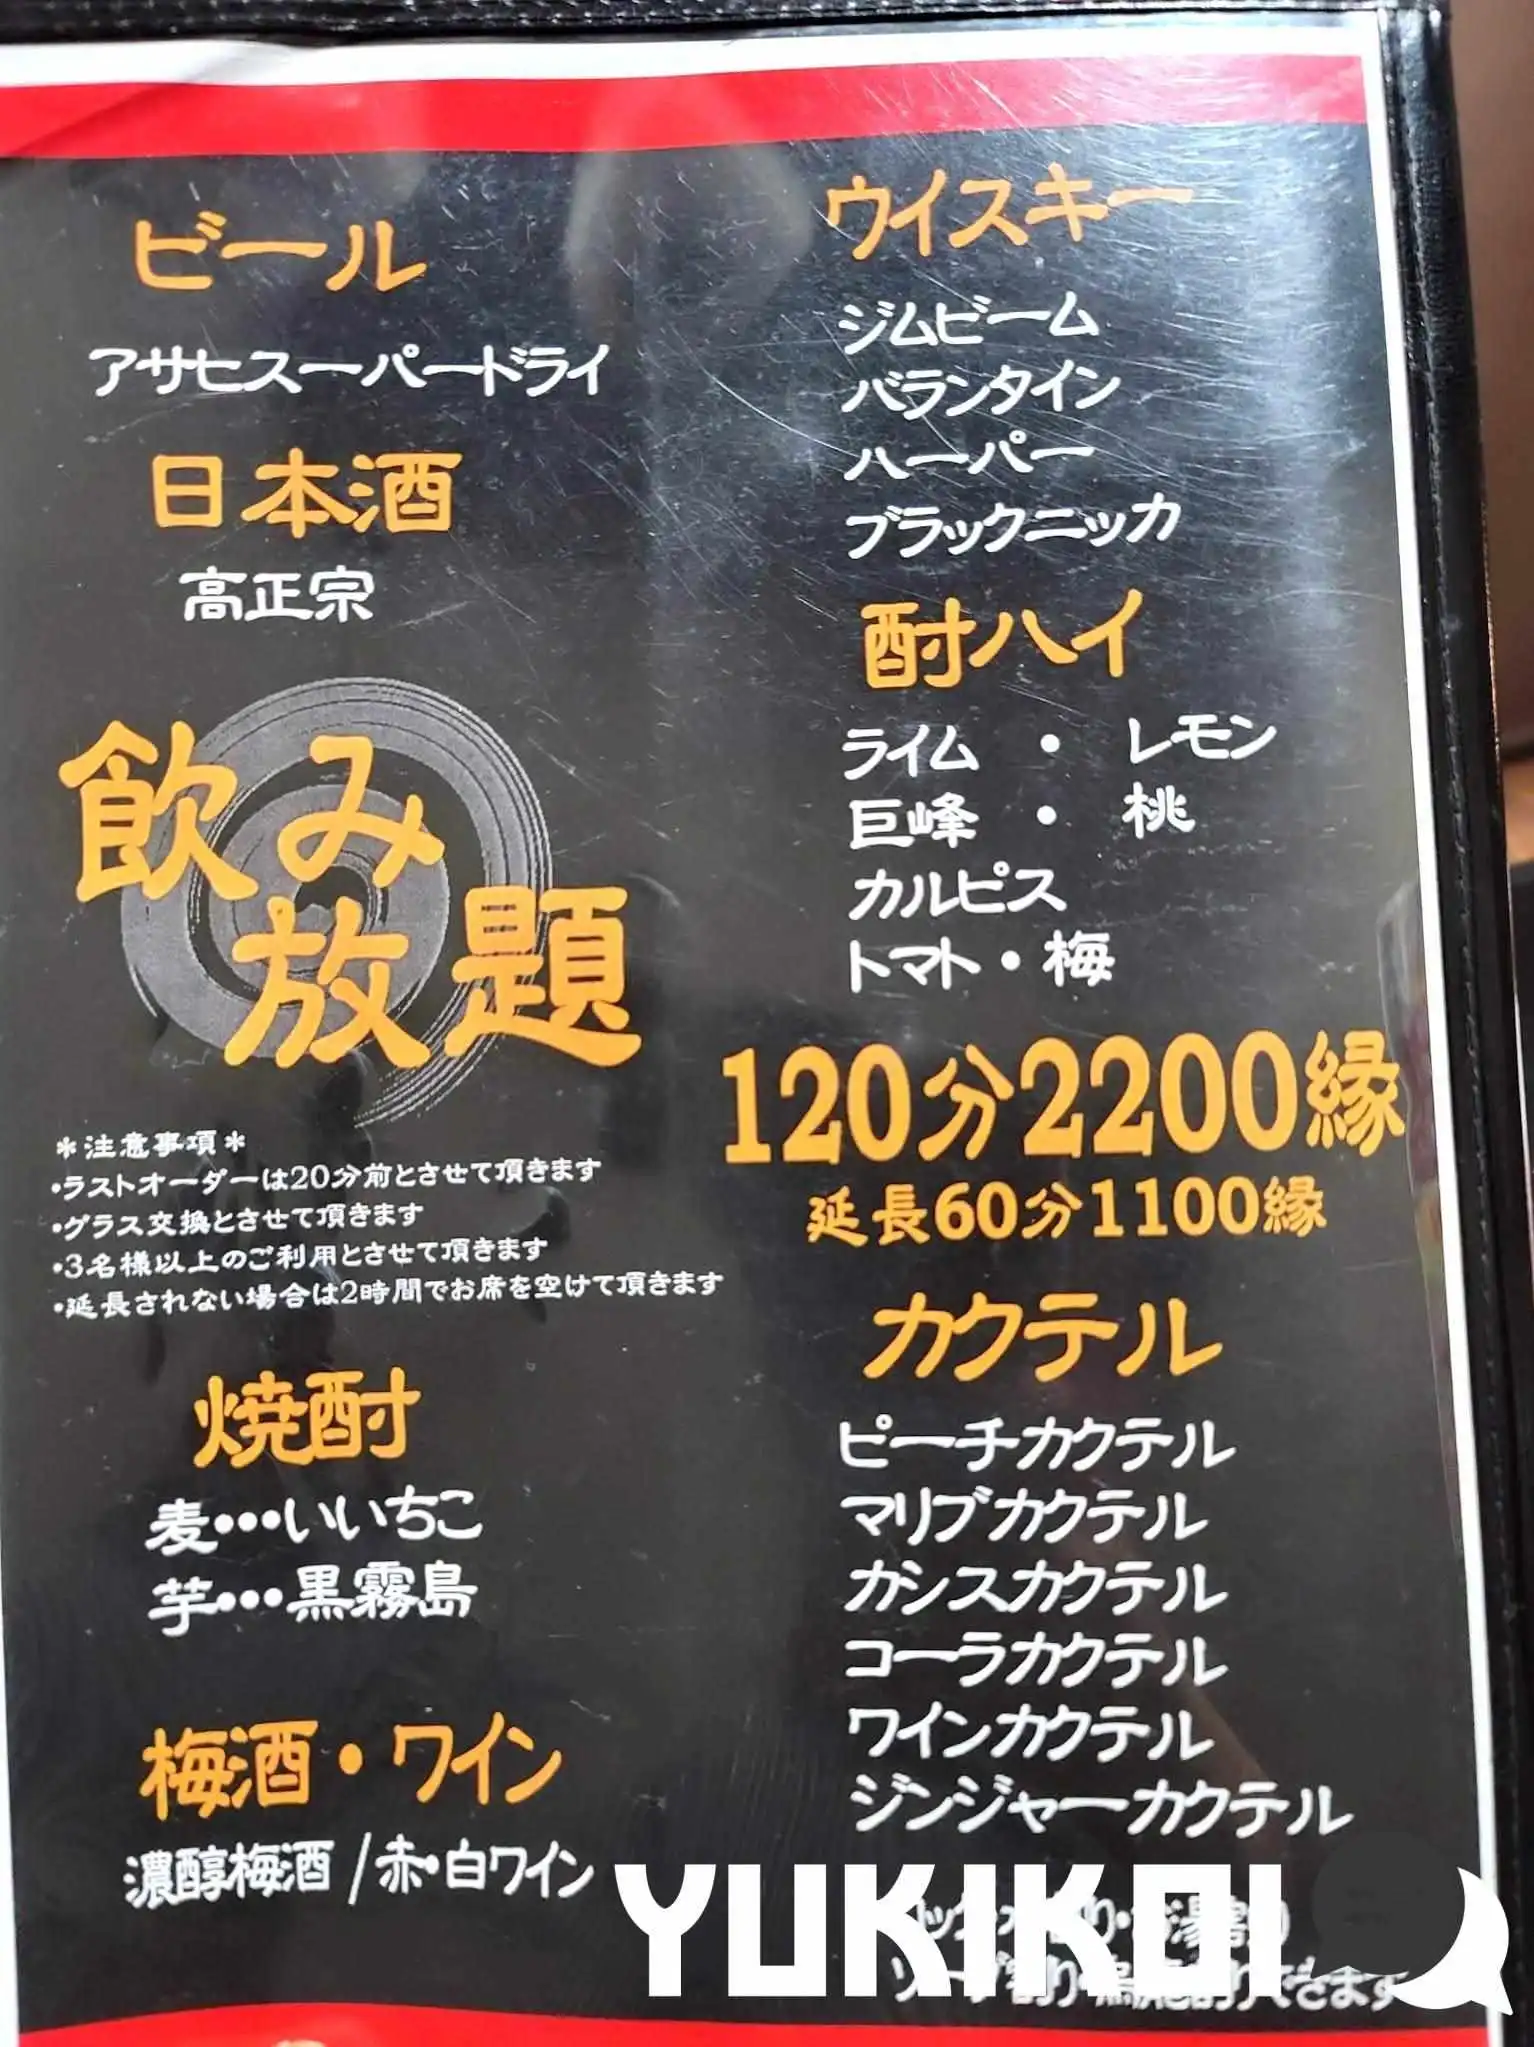 ビール
アサヒスーパードライ
日本酒
高正宗
飲み
放題
＊注意事項＊
・ラストオーダーは20分前とさせて頂きます
・グラス交換とさせて頂きます
・3名様以上のご利用とさせて頂きます
・延長されない場合は2時間でお席を空けて頂きます
焼酎
麦・・・いいちこ
芋・・・黒霧島
梅酒・ワイン
濃醇梅酒/赤・白ワイン
ウイスキー
ジムビーム
バランタイン
ハーパー
ブラックニッカ
酎ハイ
ライム・レモン
巨峰・桃
カルピス
トマト・梅
120分2200縁
延長60分1100縁
カクテル
ピーチカクテル
マリブカクテル
カシスカクテル
コーラカクテル
ワインカクテル
ジンジャーカクテル
お湯割り
できます
YUKIKOI